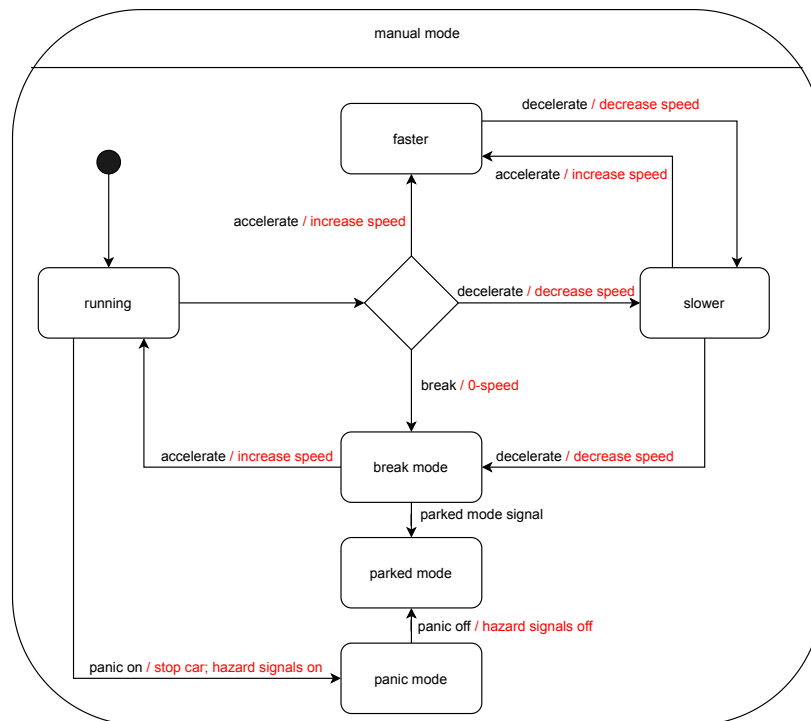 manual mode
decelerate / decrease speed
faster
accelerate / increase speed
accelerate / increase speed
running
decelerate / decrease speed
slower
break / 0-speed
accelerate / increase speed
break mode
decelerate / decrease speed
parked mode signal
parked mode
panic off / hazard signals off
panic on / stop car; hazard signals on
panic mode